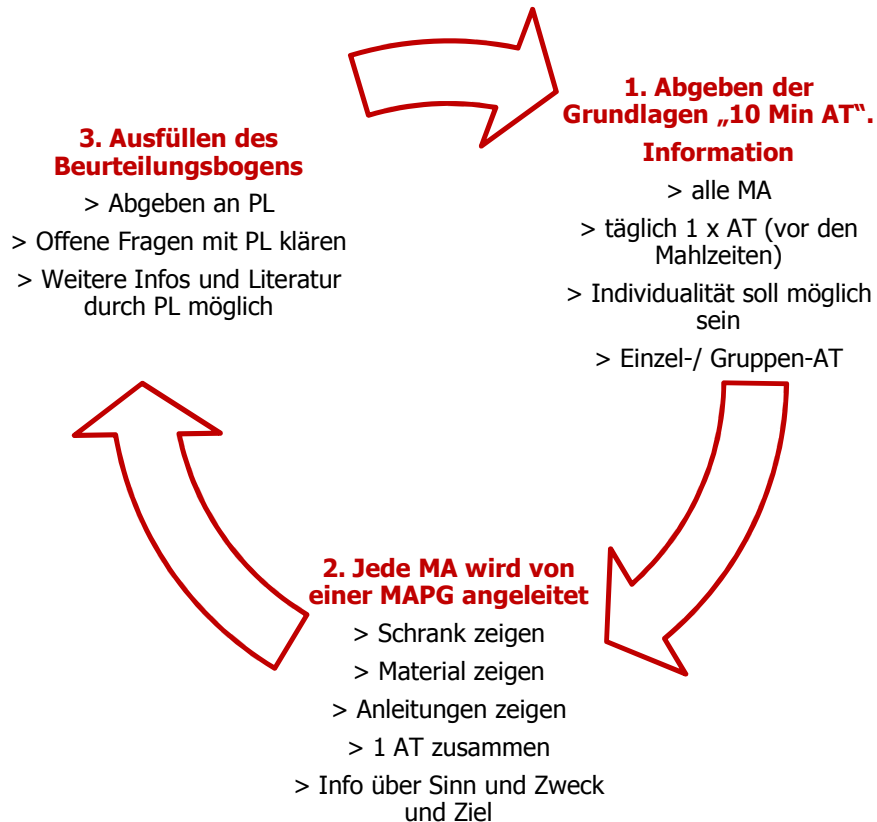 1. Abgeben der
Grundlagen „10 Min AT“.
Information
> alle MA
> täglich 1 x AT (vor den
Mahlzeiten)
> Individualität soll möglich
sein
> Einzel-/ Gruppen-AT
2. Jede MA wird von
einer MAPG angeleitet
> Schrank zeigen
> Material zeigen
> Anleitungen zeigen
> 1 AT zusammen
> Info über Sinn und Zweck
und Ziel
3. Ausfüllen des
Beurteilungsbogens
> Abgeben an PL
> Offene Fragen mit PL klären
> Weitere Infos und Literatur
durch PL möglich